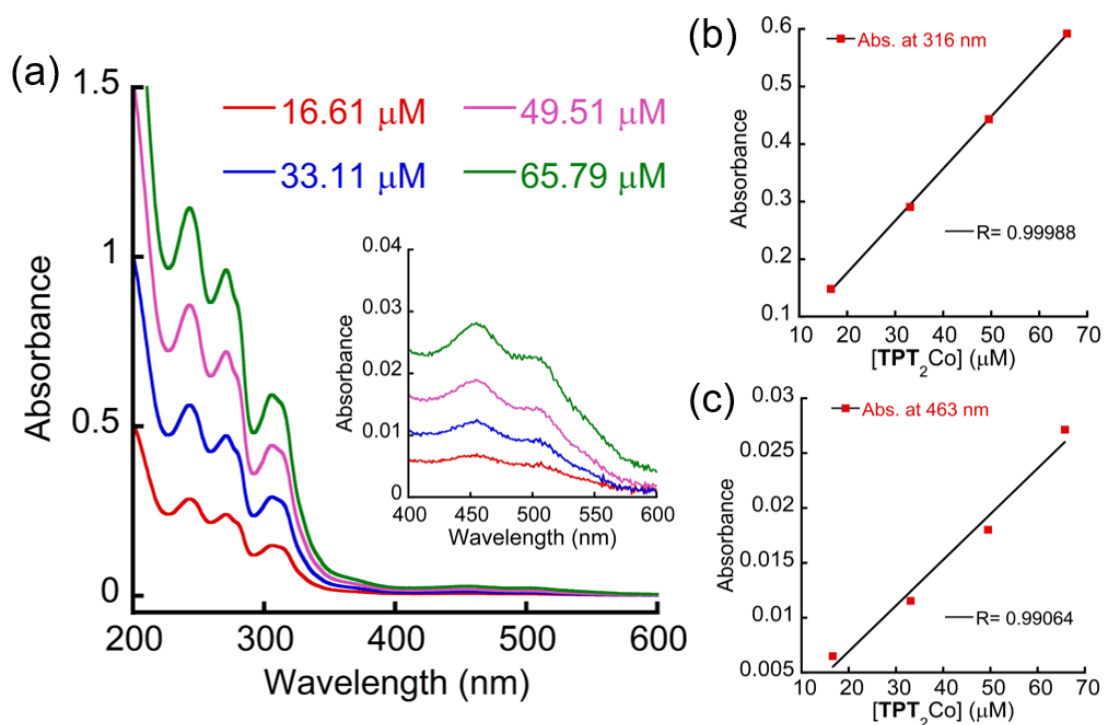 (a)
1.5
1
0.5
0
Absorbance
16.61 μM
49.51 μM
33.11 μM
65.79 μM
0.04
0.03
0.02
0.01
0
Absorbance
400 450 500 550 600
Wavelength (nm)
200 300 400 500 600
Wavelength (nm)
(b)
0.6
0.5
0.4
0.3
0.2
0.1
Absorbance
Abs. at 316 nm
R= 0.99988
10 20 30 40 50 60 70
[TPT₂Co] (μM)
(c)
0.03
0.025
0.02
0.015
0.01
0.005
Absorbance
Abs. at 463 nm
R= 0.99064
10 20 30 40 50 60 70
[TPT₂Co] (μM)